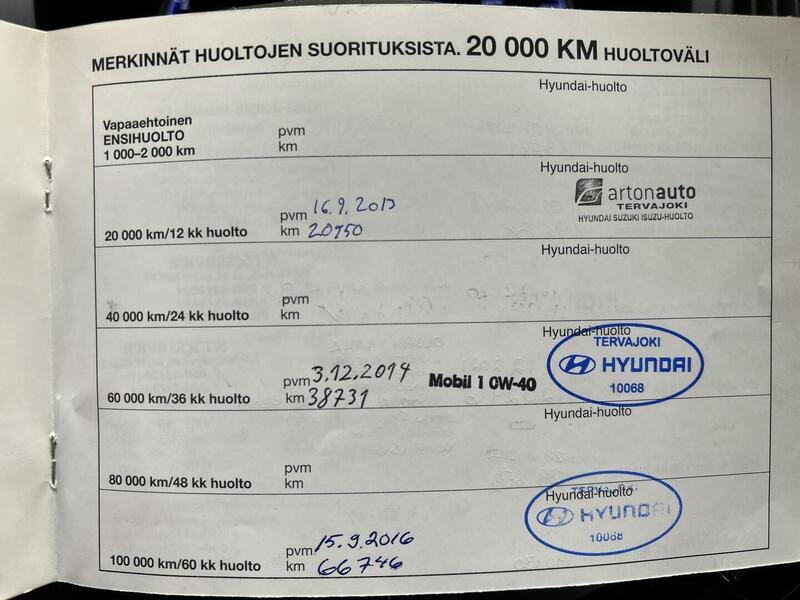 MERKINNÄT HUOLTOJEN SUORITUKSISTA. 20 000 KM HUOLTOVÄLI
Hyundai-huolto
Vapaaehtoinen
ENSIHUOLTO
1 000–2 000 km
pvm
km
Hyundai-huolto
artonauto
TERVAJOKI
HYUNDAI SUZUKI ISUZU-HUOLTO
20 000 km/12 kk huolto
pvm 16.9.2013
km 20950
Hyundai-huolto
40 000 km/24 kk huolto
pvm
km
Hyundai-huolto
TERVAJOKI
HYUNDAI
10068
60 000 km/36 kk huolto
pvm 3.12.2014
km 38731
Mobil 1 0W-40
Hyundai-huolto
80 000 km/48 kk huolto
pvm
km
Hyundai-huolto
TERVAJOKI
HYUNDAI
10068
100 000 km/60 kk huolto
pvm 15.9.2016
km 66746